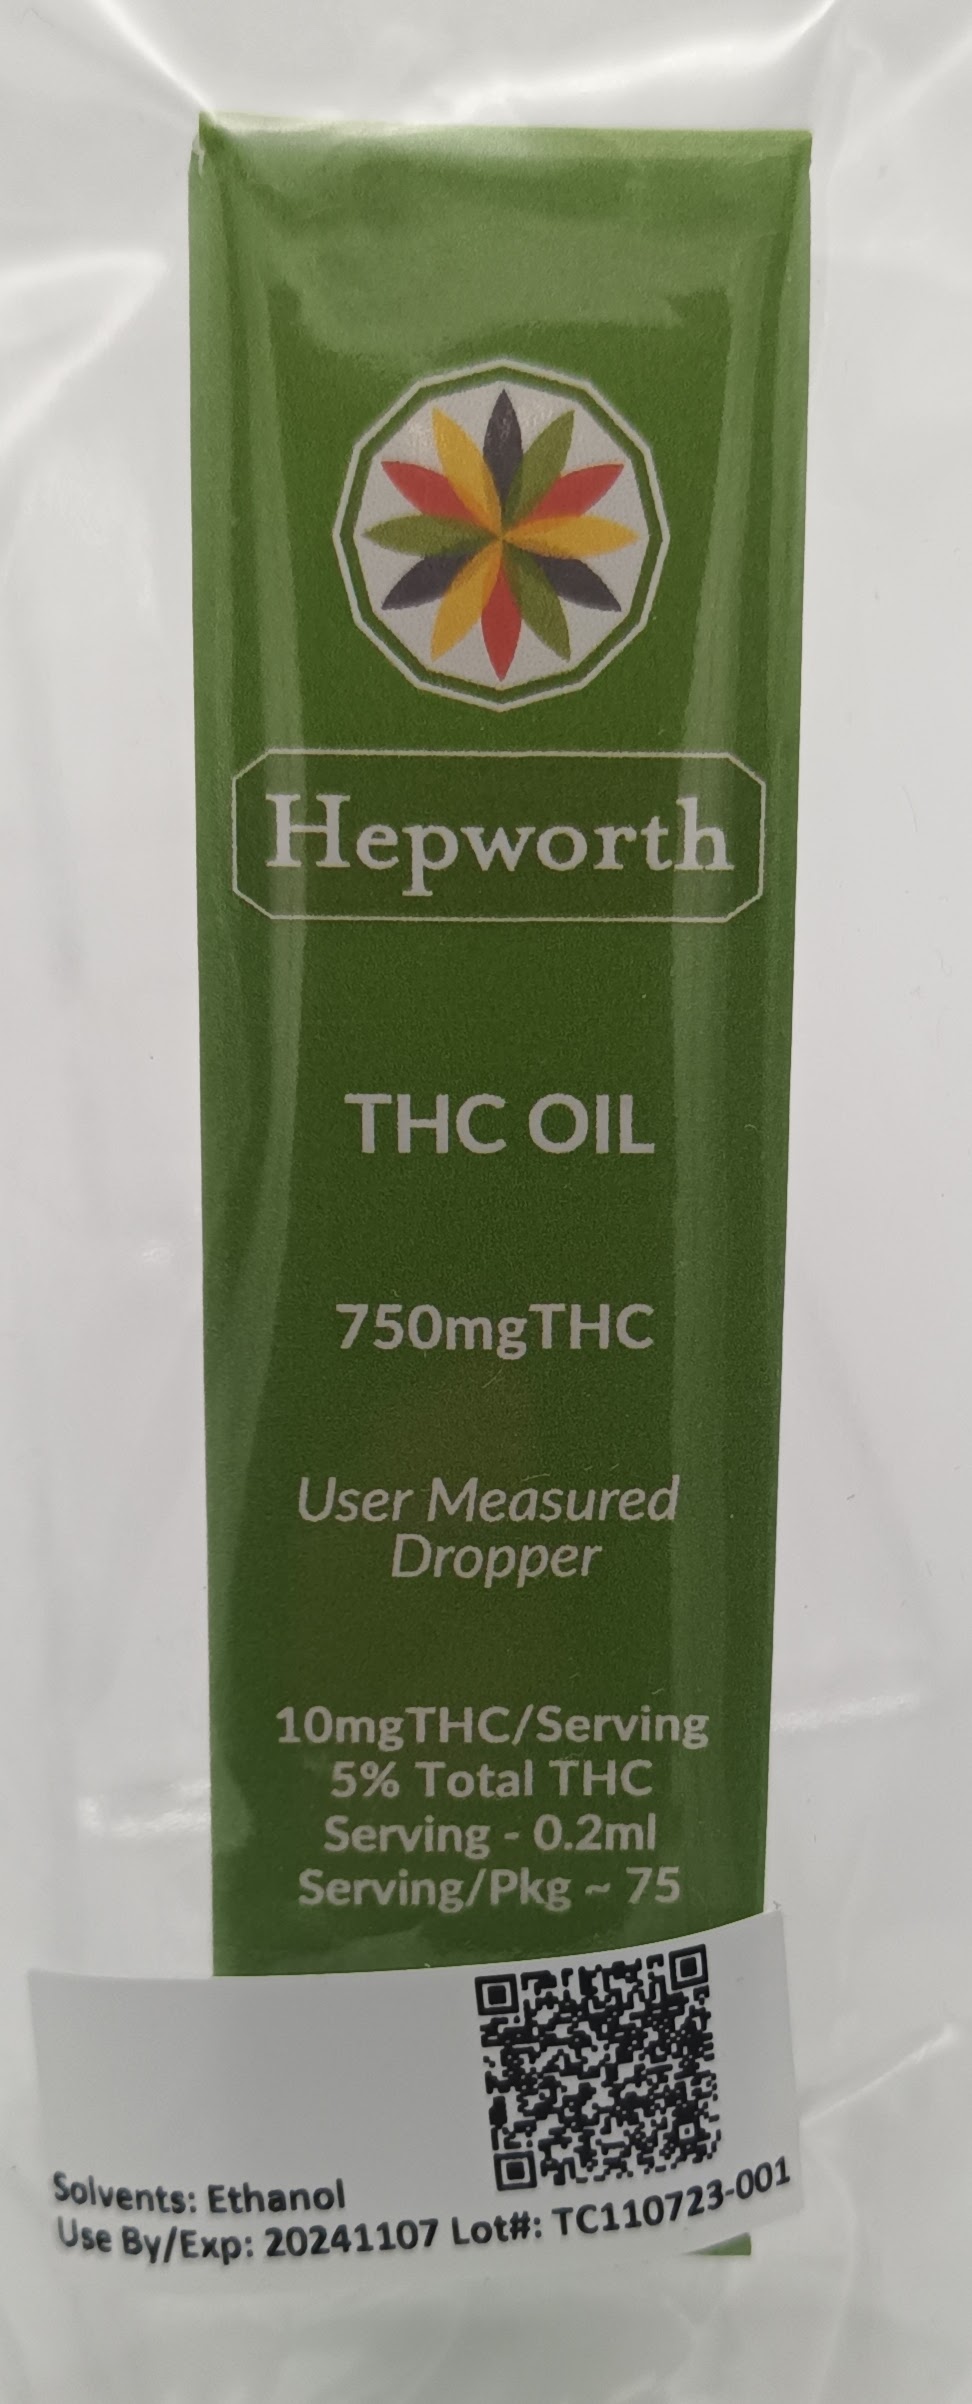 Hepworth
THC OIL
750mgTHC
User Measured
Dropper
10mgTHC/Serving
5% Total THC
Serving - 0.2ml
Serving/Pkg ~ 75
Solvents: Ethanol
Use By/Exp: 20241107 Lot#: TC110723-001